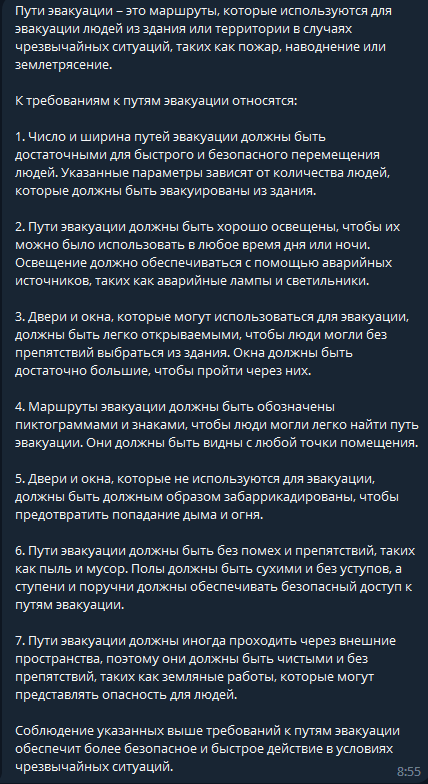 Пути эвакуации – это маршруты, которые используются для
эвакуации людей из здания или территории в случаях
чрезвычайных ситуаций, таких как пожар, наводнение или
землетрясение.
К требованиям к путям эвакуации относятся:
1. Число и ширина путей эвакуации должны быть
достаточными для быстрого и безопасного перемещения
людей. Указанные параметры зависят от количества людей,
которые должны быть эвакуированы из здания.
2. Пути эвакуации должны быть хорошо освещены, чтобы их
можно было использовать в любое время дня или ночи.
Освещение должно обеспечиваться с помощью аварийных
источников, таких как аварийные лампы и светильники.
3. Двери и окна, которые могут использоваться для эвакуации,
должны быть легко открываемыми, чтобы люди могли без
препятствий выбраться из здания. Окна должны быть
достаточно большие, чтобы пройти через них.
4. Маршруты эвакуации должны быть обозначены
пиктограммами и знаками, чтобы люди могли легко найти путь
эвакуации. Они должны быть видны с любой точки помещения.
5. Двери и окна, которые не используются для эвакуации,
должны быть должным образом забаррикадированы, чтобы
предотвратить попадание дыма и огня.
6. Пути эвакуации должны быть без помех и препятствий, таких
как пыль и мусор. Полы должны быть сухими и без уступов, а
ступени и поручни должны обеспечивать безопасный доступ к
путям эвакуации.
7. Пути эвакуации должны иногда проходить через внешние
пространства, поэтому они должны быть чистыми и без
препятствий, таких как земляные работы, которые могут
представлять опасность для людей.
Соблюдение указанных выше требований к путям эвакуации
обеспечит более безопасное и быстрое действие в условиях
чрезвычайных ситуаций.
8:55